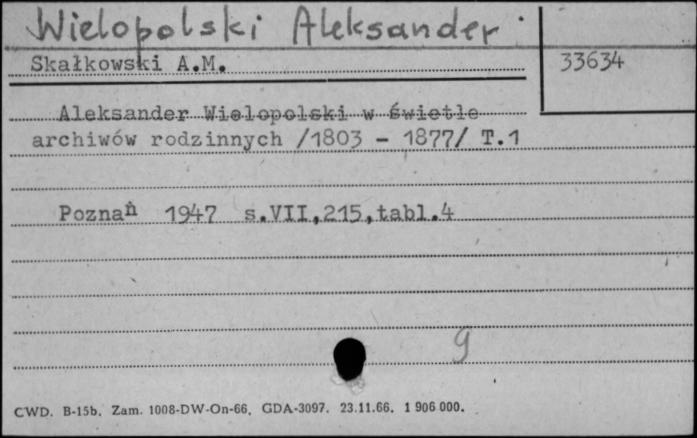 Wielopolski Aleksander
Skałkowski A.M.
33634
Aleksander Wielopolski w świetle
archiwów rodzinnych /1803 - 1877/ T.1
Poznań 1947 s.VII,215,tabl.4
9
CWD. B-15b. Zam. 1008-DW-On-66. GDA-3097. 23.11.66. 1 906 000.